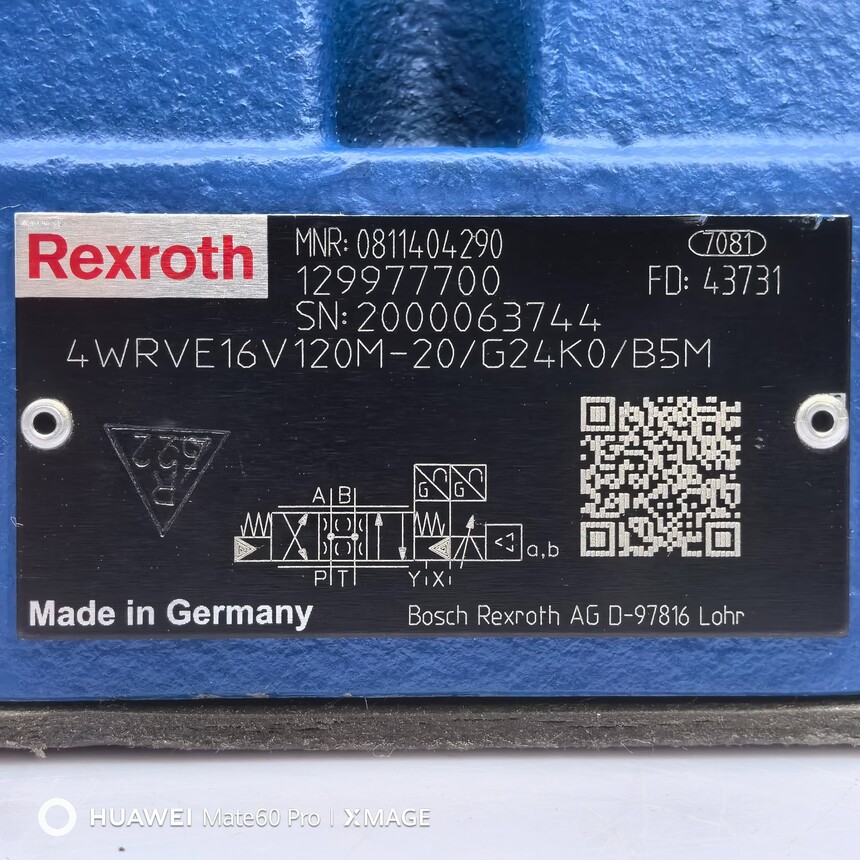 Rexroth
MNR: 0811404290
7081
129977700
FD: 43731
SN: 2000063744
4WRVE16V120M-20/G24K0/B5M
R
692
G G
A B
a,b
P T Y X
Made in Germany
Bosch Rexroth AG D-97816 Lohr
HUAWEI Mate60 Pro | XMAGE